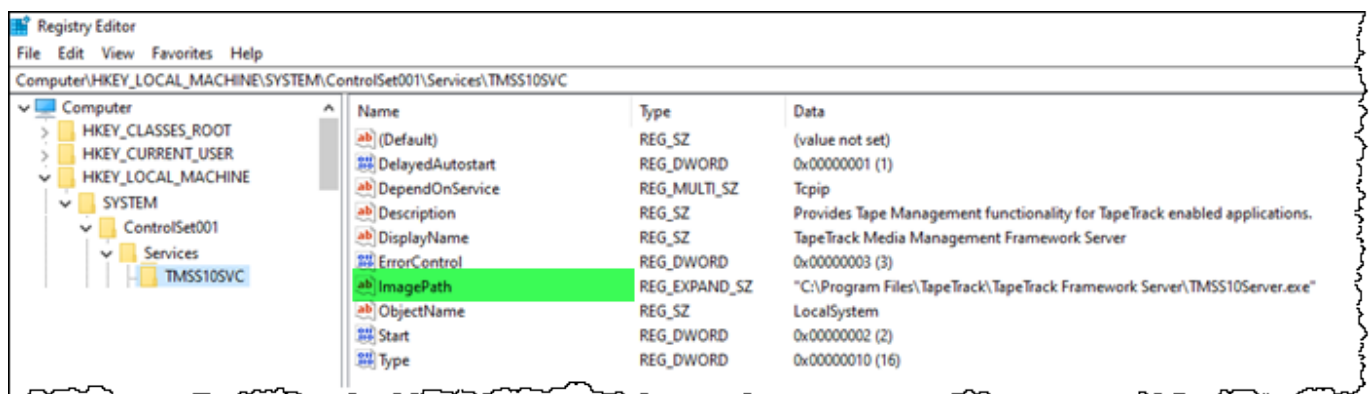 Registry Editor
File Edit View Favorites Help
Computer\HKEY_LOCAL_MACHINE\SYSTEM\ControlSet001\Services\TMSS10SVC
Computer
HKEY_CLASSES_ROOT
HKEY_CURRENT_USER
HKEY_LOCAL_MACHINE
SYSTEM
ControlSet001
Services
TMSS10SVC
Name Type Data
(Default) REG_SZ (value not set)
DelayedAutostart REG_DWORD 0x00000001 (1)
DependOnService REG_MULTI_SZ Tcpip
Description REG_SZ Provides Tape Management functionality for TapeTrack enabled applications.
DisplayName REG_SZ TapeTrack Media Management Framework Server
ErrorControl REG_DWORD 0x00000003 (3)
ImagePath REG_EXPAND_SZ "C:\Program Files\TapeTrack\TapeTrack Framework Server\TMSS10Server.exe"
ObjectName REG_SZ LocalSystem
Start REG_DWORD 0x00000002 (2)
Type REG_DWORD 0x00000010 (16)